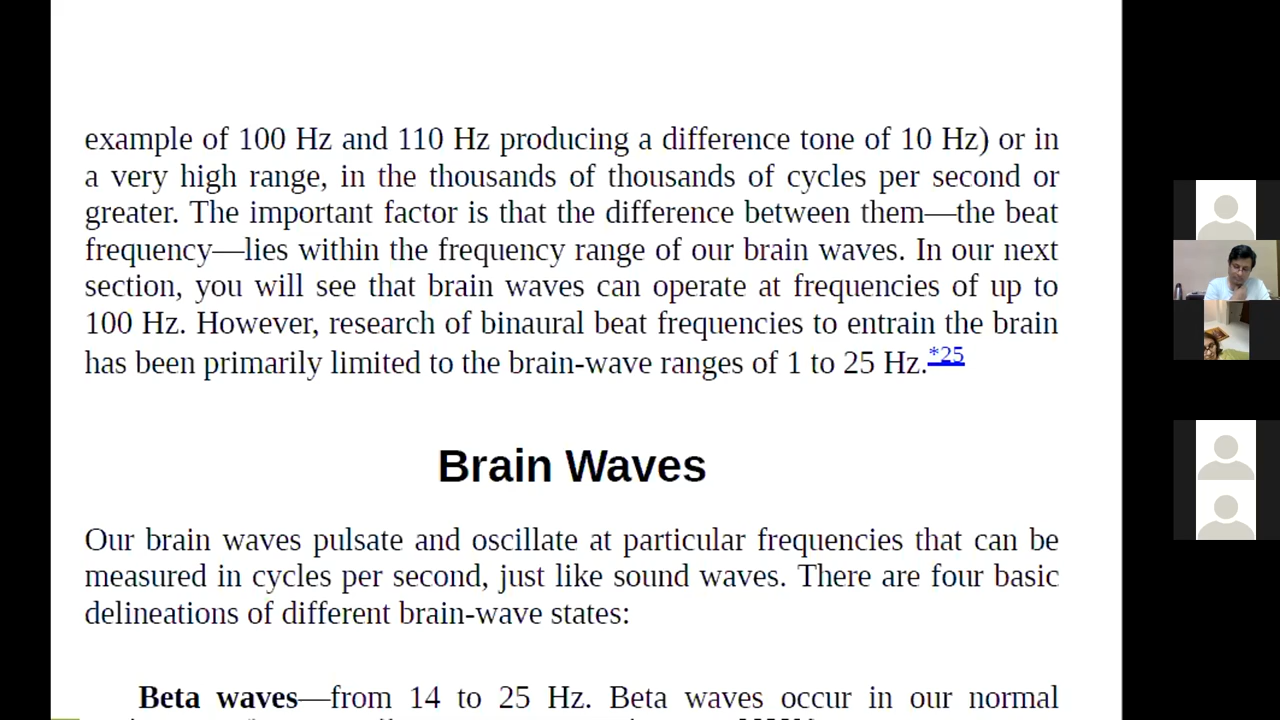 example of 100 Hz and 110 Hz producing a difference tone of 10 Hz) or in
a very high range, in the thousands of thousands of cycles per second or
greater. The important factor is that the difference between them—the beat
frequency—lies within the frequency range of our brain waves. In our next
section, you will see that brain waves can operate at frequencies of up to
100 Hz. However, research of binaural beat frequencies to entrain the brain
has been primarily limited to the brain-wave ranges of 1 to 25 Hz.*25
Brain Waves
Our brain waves pulsate and oscillate at particular frequencies that can be
measured in cycles per second, just like sound waves. There are four basic
delineations of different brain-wave states:
Beta waves—from 14 to 25 Hz. Beta waves occur in our normal